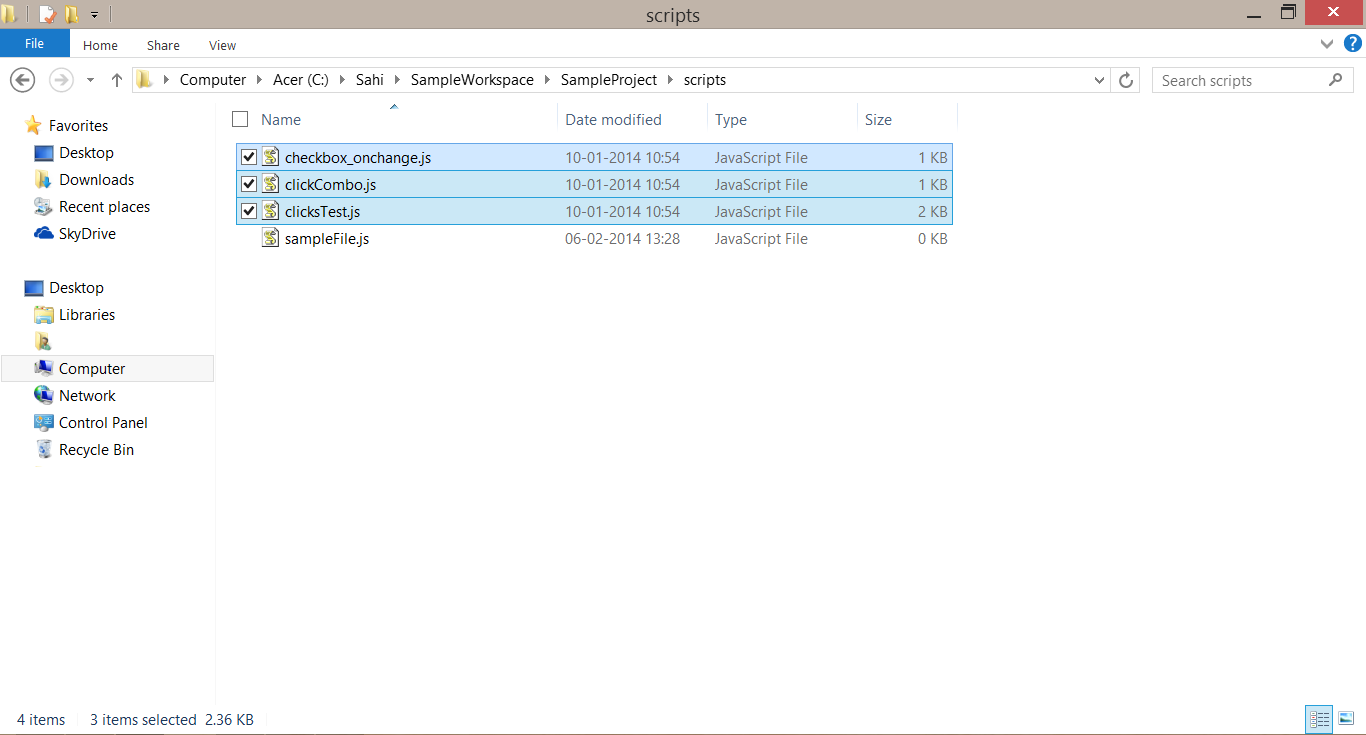 scripts
File Home Share View
Computer Acer (C:) Sahi SampleWorkspace SampleProject scripts Search scripts
Name Date modified Type Size
Favorites
Desktop
Downloads
Recent places
SkyDrive
Desktop
Libraries
Computer
Network
Control Panel
Recycle Bin
checkbox_onchange.js 10-01-2014 10:54 JavaScript File 1 KB
clickCombo.js 10-01-2014 10:54 JavaScript File 1 KB
clicksTest.js 10-01-2014 10:54 JavaScript File 2 KB
sampleFile.js 06-02-2014 13:28 JavaScript File 0 KB
4 items 3 items selected 2.36 KB